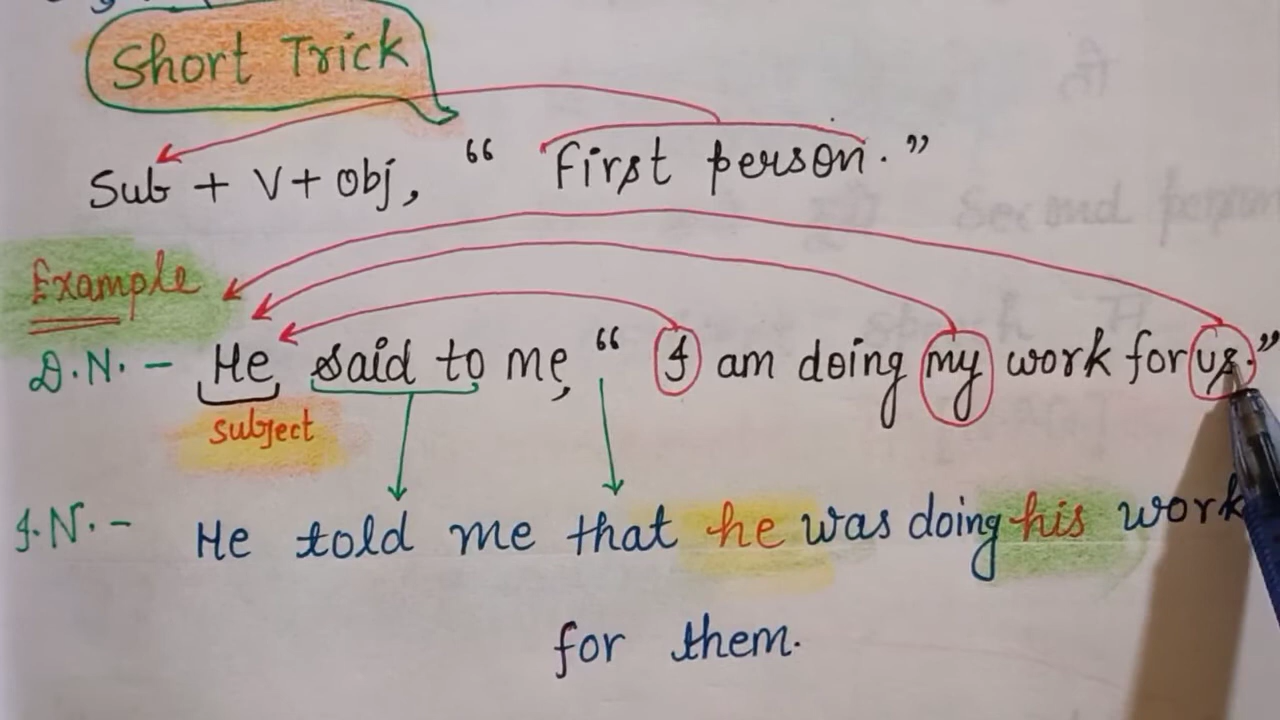 Short Trick
Sub + V + obj, “ first person. ”
Example
D.N. - He said to me, “ I am doing my work for us. ”
subject
I.N. - He told me that he was doing his work
for them.